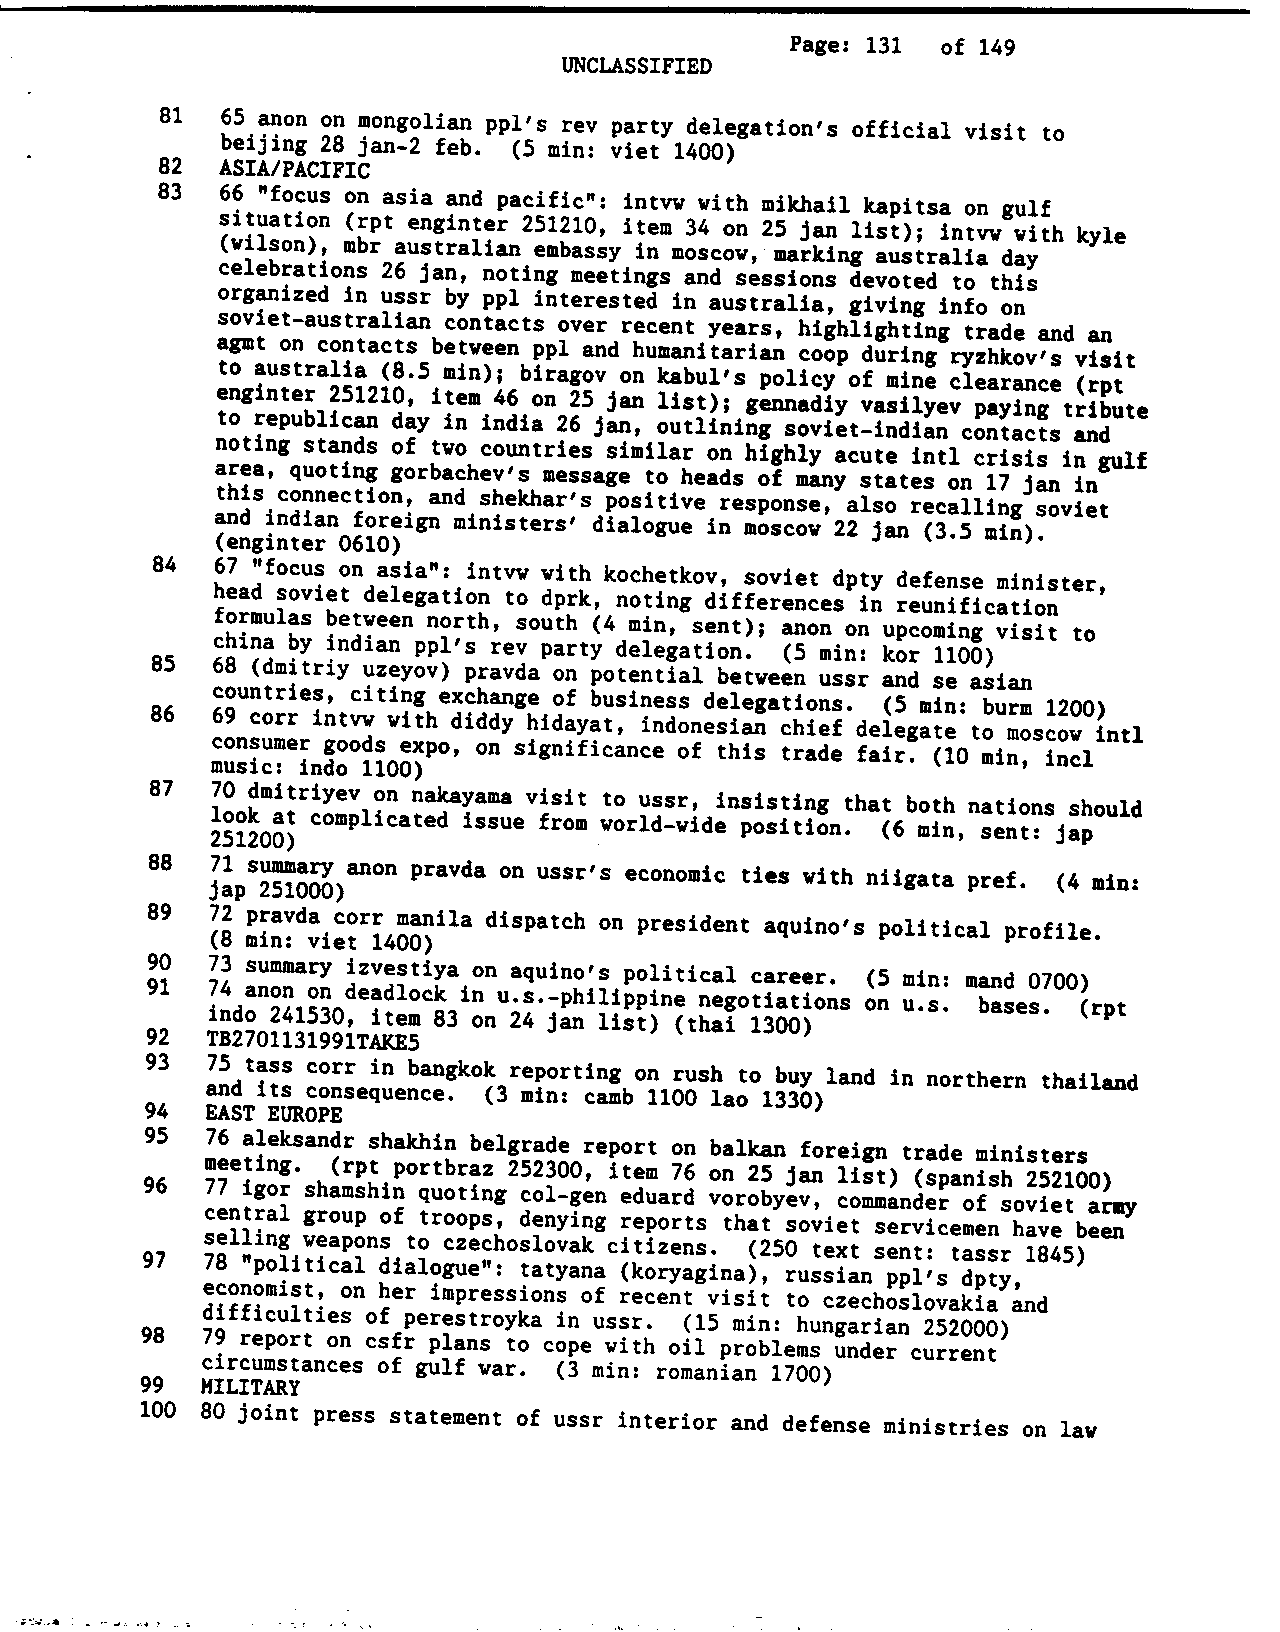 Page: 131 of 149
UNCLASSIFIED
81 65 anon on mongolian ppl's rev party delegation's official visit to
beijing 28 jan-2 feb. (5 min: viet 1400)
82 ASIA/PACIFIC
83 66 "focus on asia and pacific": intvw with mikhail kapitsa on gulf
situation (rpt enginter 251210, item 34 on 25 jan list); intvw with kyle
(wilson), mbr australian embassy in moscow, marking australia day
celebrations 26 jan, noting meetings and sessions devoted to this
organized in ussr by ppl interested in australia, giving info on
soviet-australian contacts over recent years, highlighting trade and an
agmt on contacts between ppl and humanitarian coop during ryzhkov's visit
to australia (8.5 min); biragov on kabul's policy of mine clearance (rpt
enginter 251210, item 46 on 25 jan list); gennadiy vasilyev paying tribute
to republican day in india 26 jan, outlining soviet-indian contacts and
noting stands of two countries similar on highly acute intl crisis in gulf
area, quoting gorbachev's message to heads of many states on 17 jan in
this connection, and shekhar's positive response, also recalling soviet
and indian foreign ministers' dialogue in moscow 22 jan (3.5 min).
(enginter 0610)
84 67 "focus on asia": intvw with kochetkov, soviet dpty defense minister,
head soviet delegation to dprk, noting differences in reunification
formulas between north, south (4 min, sent); anon on upcoming visit to
china by indian ppl's rev party delegation. (5 min: kor 1100)
85 68 (dmitriy uzeyov) pravda on potential between ussr and se asian
countries, citing exchange of business delegations. (5 min: burm 1200)
86 69 corr intvw with diddy hidayat, indonesian chief delegate to moscow intl
consumer goods expo, on significance of this trade fair. (10 min, incl
music: indo 1100)
87 70 dmitriyev on nakayama visit to ussr, insisting that both nations should
look at complicated issue from world-wide position. (6 min, sent: jap
251200)
88 71 summary anon pravda on ussr's economic ties with niigata pref. (4 min:
jap 251000)
89 72 pravda corr manila dispatch on president aquino's political profile.
(8 min: viet 1400)
90 73 summary izvestiya on aquino's political career. (5 min: mand 0700)
91 74 anon on deadlock in u.s.-philippine negotiations on u.s. bases. (rpt
indo 241530, item 83 on 24 jan list) (thai 1300)
92 TB2701131991TAKE5
93 75 tass corr in bangkok reporting on rush to buy land in northern thailand
and its consequence. (3 min: camb 1100 lao 1330)
94 EAST EUROPE
95 76 aleksandr shakhin belgrade report on balkan foreign trade ministers
meeting. (rpt portbraz 252300, item 76 on 25 jan list) (spanish 252100)
96 77 igor shamshin quoting col-gen eduard vorobyev, commander of soviet army
central group of troops, denying reports that soviet servicemen have been
selling weapons to czechoslovak citizens. (250 text sent: tassr 1845)
97 78 "political dialogue": tatyana (koryagina), russian ppl's dpty,
economist, on her impressions of recent visit to czechoslovakia and
difficulties of perestroyka in ussr. (15 min: hungarian 252000)
98 79 report on csfr plans to cope with oil problems under current
circumstances of gulf war. (3 min: romanian 1700)
99 MILITARY
100 80 joint press statement of ussr interior and defense ministries on law